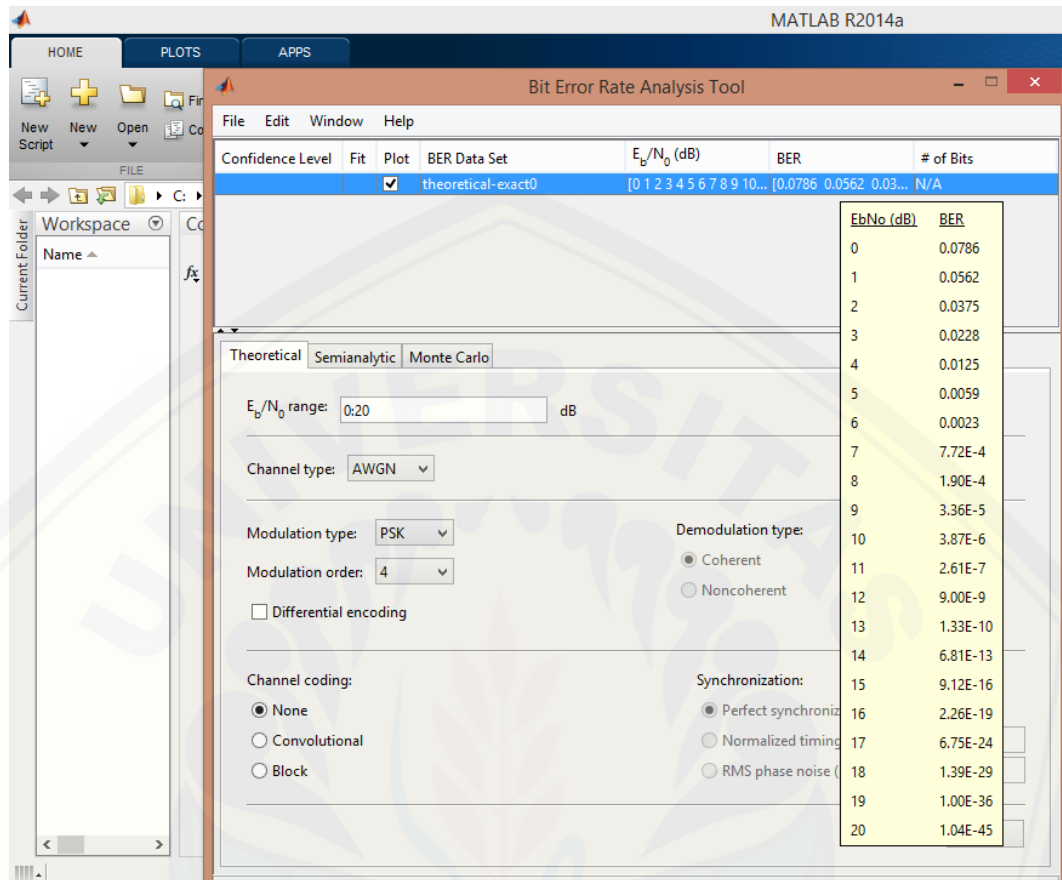 MATLAB R2014a
HOME PLOTS APPS
New Script
New
Open
Fin
Co
FILE
C:
Current Folder
Workspace
Name
Co
fx
Bit Error Rate Analysis Tool
File Edit Window Help
Confidence Level Fit Plot BER Data Set Eb/N0 (dB) BER # of Bits
theoretical-exact0 [0 1 2 3 4 5 6 7 8 9 10... [0.0786 0.0562 0.03... N/A
EbNo (dB) BER
0 0.0786
1 0.0562
2 0.0375
3 0.0228
4 0.0125
5 0.0059
6 0.0023
7 7.72E-4
8 1.90E-4
9 3.36E-5
10 3.87E-6
11 2.61E-7
12 9.00E-9
13 1.33E-10
14 6.81E-13
15 9.12E-16
16 2.26E-19
17 6.75E-24
18 1.39E-29
19 1.00E-36
20 1.04E-45
Theoretical Semianalytic Monte Carlo
Eb/N0 range: 0:20 dB
Channel type: AWGN
Modulation type: PSK
Modulation order: 4
Differential encoding
Demodulation type:
Coherent
Noncoherent
Channel coding:
None
Convolutional
Block
Synchronization:
Perfect synchroniz
Normalized timing
RMS phase noise (
UNIVERSITAS